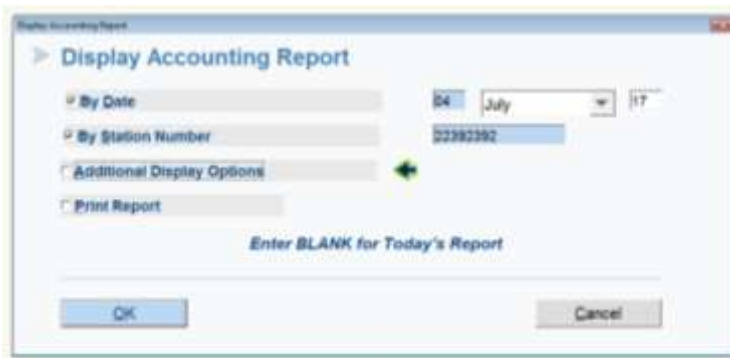 Display Accounting Report
Display Accounting Report
By Date 04 July 17
By Station Number 22392392
Additional Display Options
Print Report
Enter BLANK for Today's Report
OK Cancel